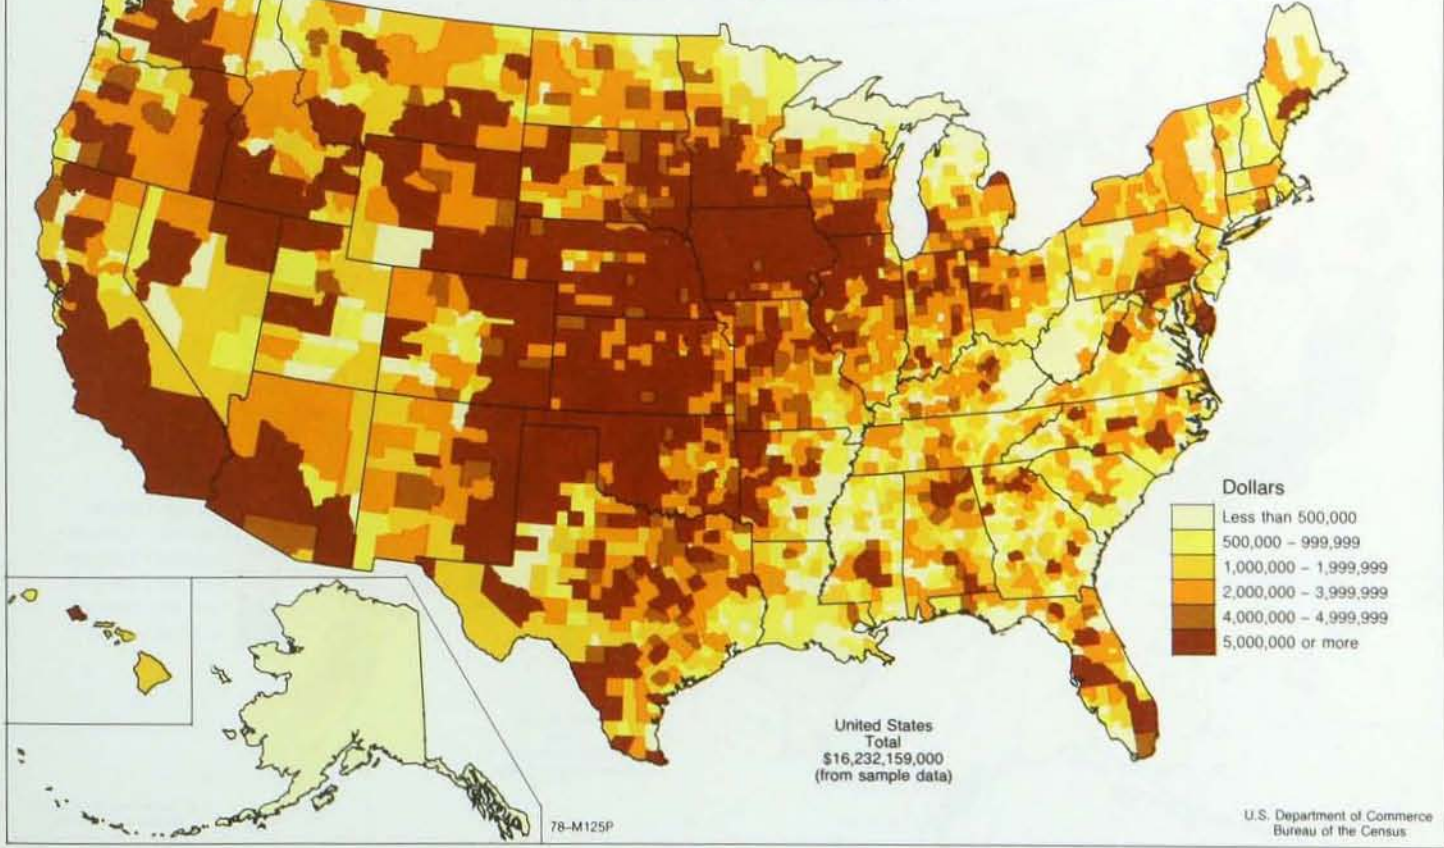 Dollars
Less than 500,000
500,000 – 999,999
1,000,000 – 1,999,999
2,000,000 – 3,999,999
4,000,000 – 4,999,999
5,000,000 or more
United States
Total
$16,232,159,000
(from sample data)
78–M125P
U.S. Department of Commerce
Bureau of the Census